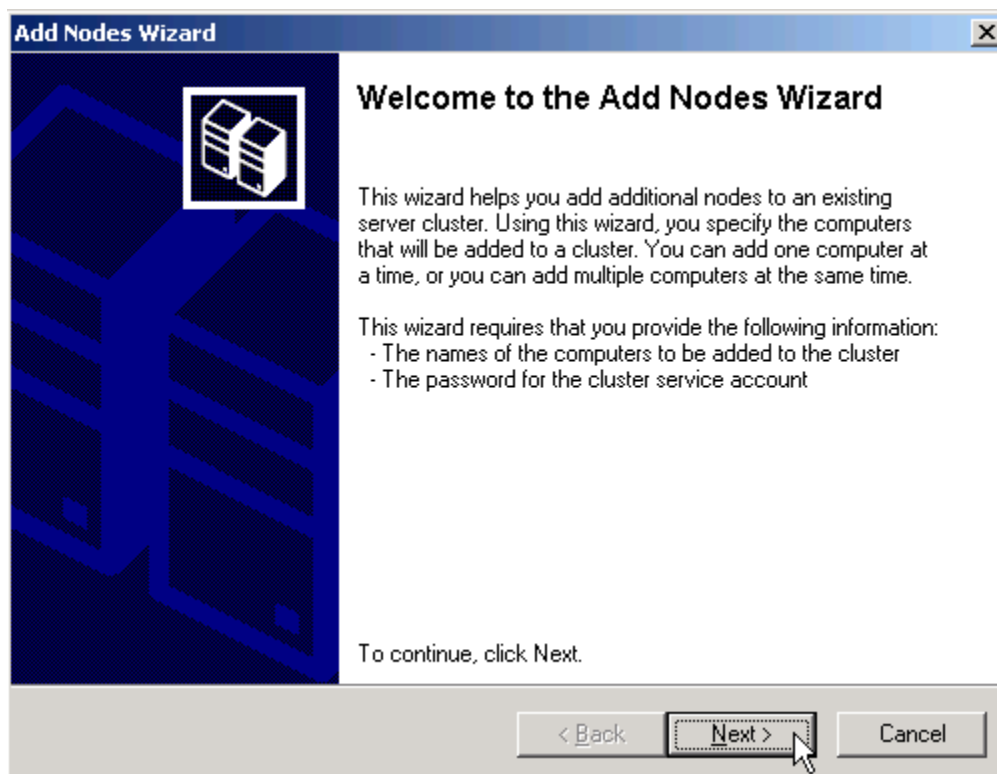 Add Nodes Wizard
Welcome to the Add Nodes Wizard
This wizard helps you add additional nodes to an existing
server cluster. Using this wizard, you specify the computers
that will be added to a cluster. You can add one computer at
a time, or you can add multiple computers at the same time.
This wizard requires that you provide the following information:
- The names of the computers to be added to the cluster
- The password for the cluster service account
To continue, click Next.
< Back
Next >
Cancel